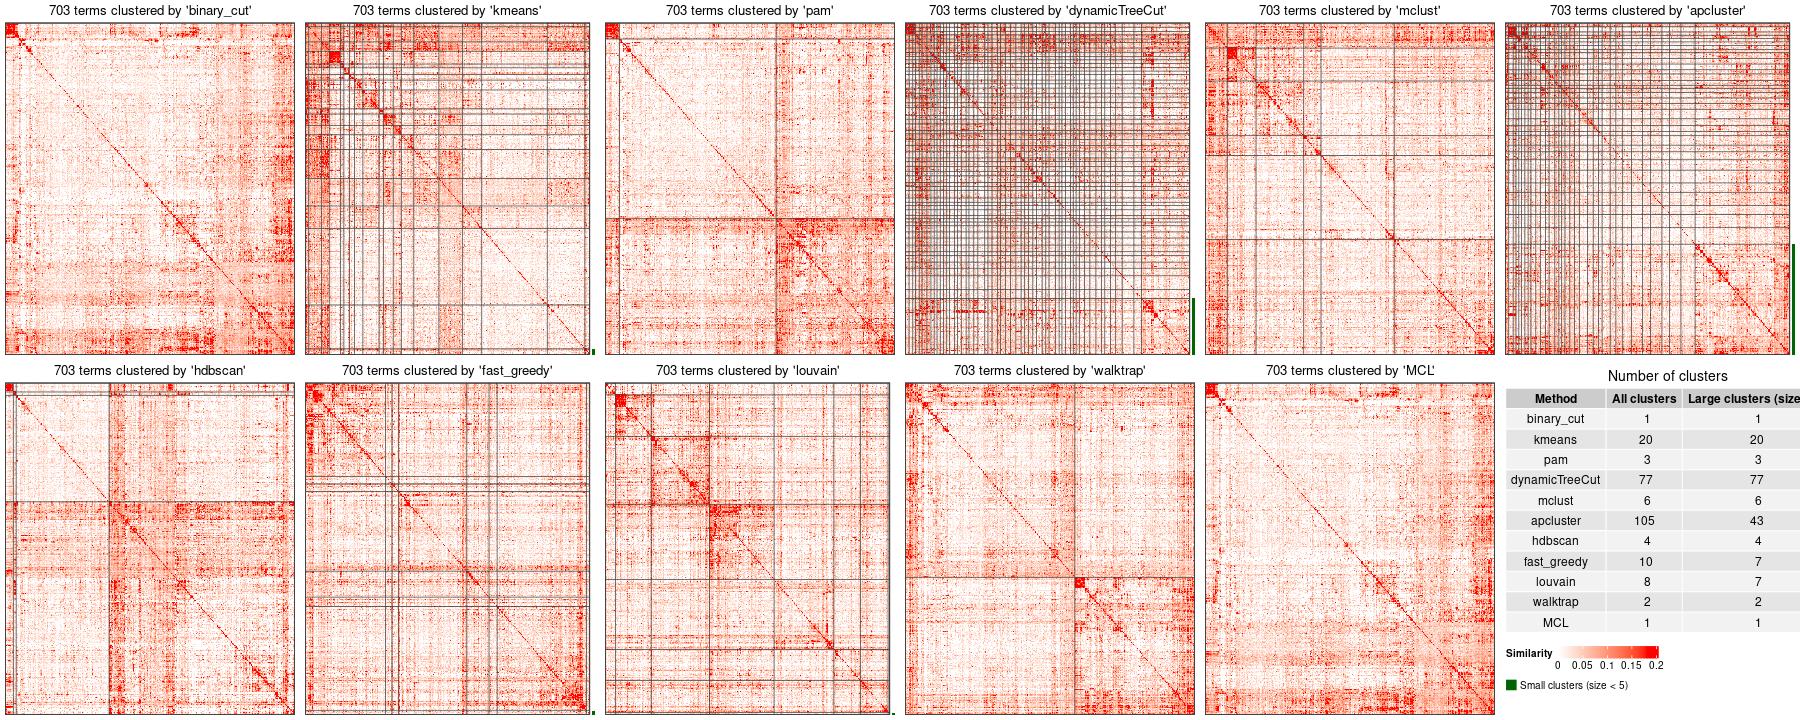 703 terms clustered by 'binary_cut'
703 terms clustered by 'kmeans'
703 terms clustered by 'pam'
703 terms clustered by 'dynamicTreeCut'
703 terms clustered by 'mclust'
703 terms clustered by 'apcluster'
703 terms clustered by 'hdbscan'
703 terms clustered by 'fast_greedy'
703 terms clustered by 'louvain'
703 terms clustered by 'walktrap'
703 terms clustered by 'MCL'
Number of clusters
Method All clusters Large clusters (size
binary_cut 1 1
kmeans 20 20
pam 3 3
dynamicTreeCut 77 77
mclust 6 6
apcluster 105 43
hdbscan 4 4
fast_greedy 10 7
louvain 8 7
walktrap 2 2
MCL 1 1
Similarity
0 0.05 0.1 0.15 0.2
Small clusters (size < 5)